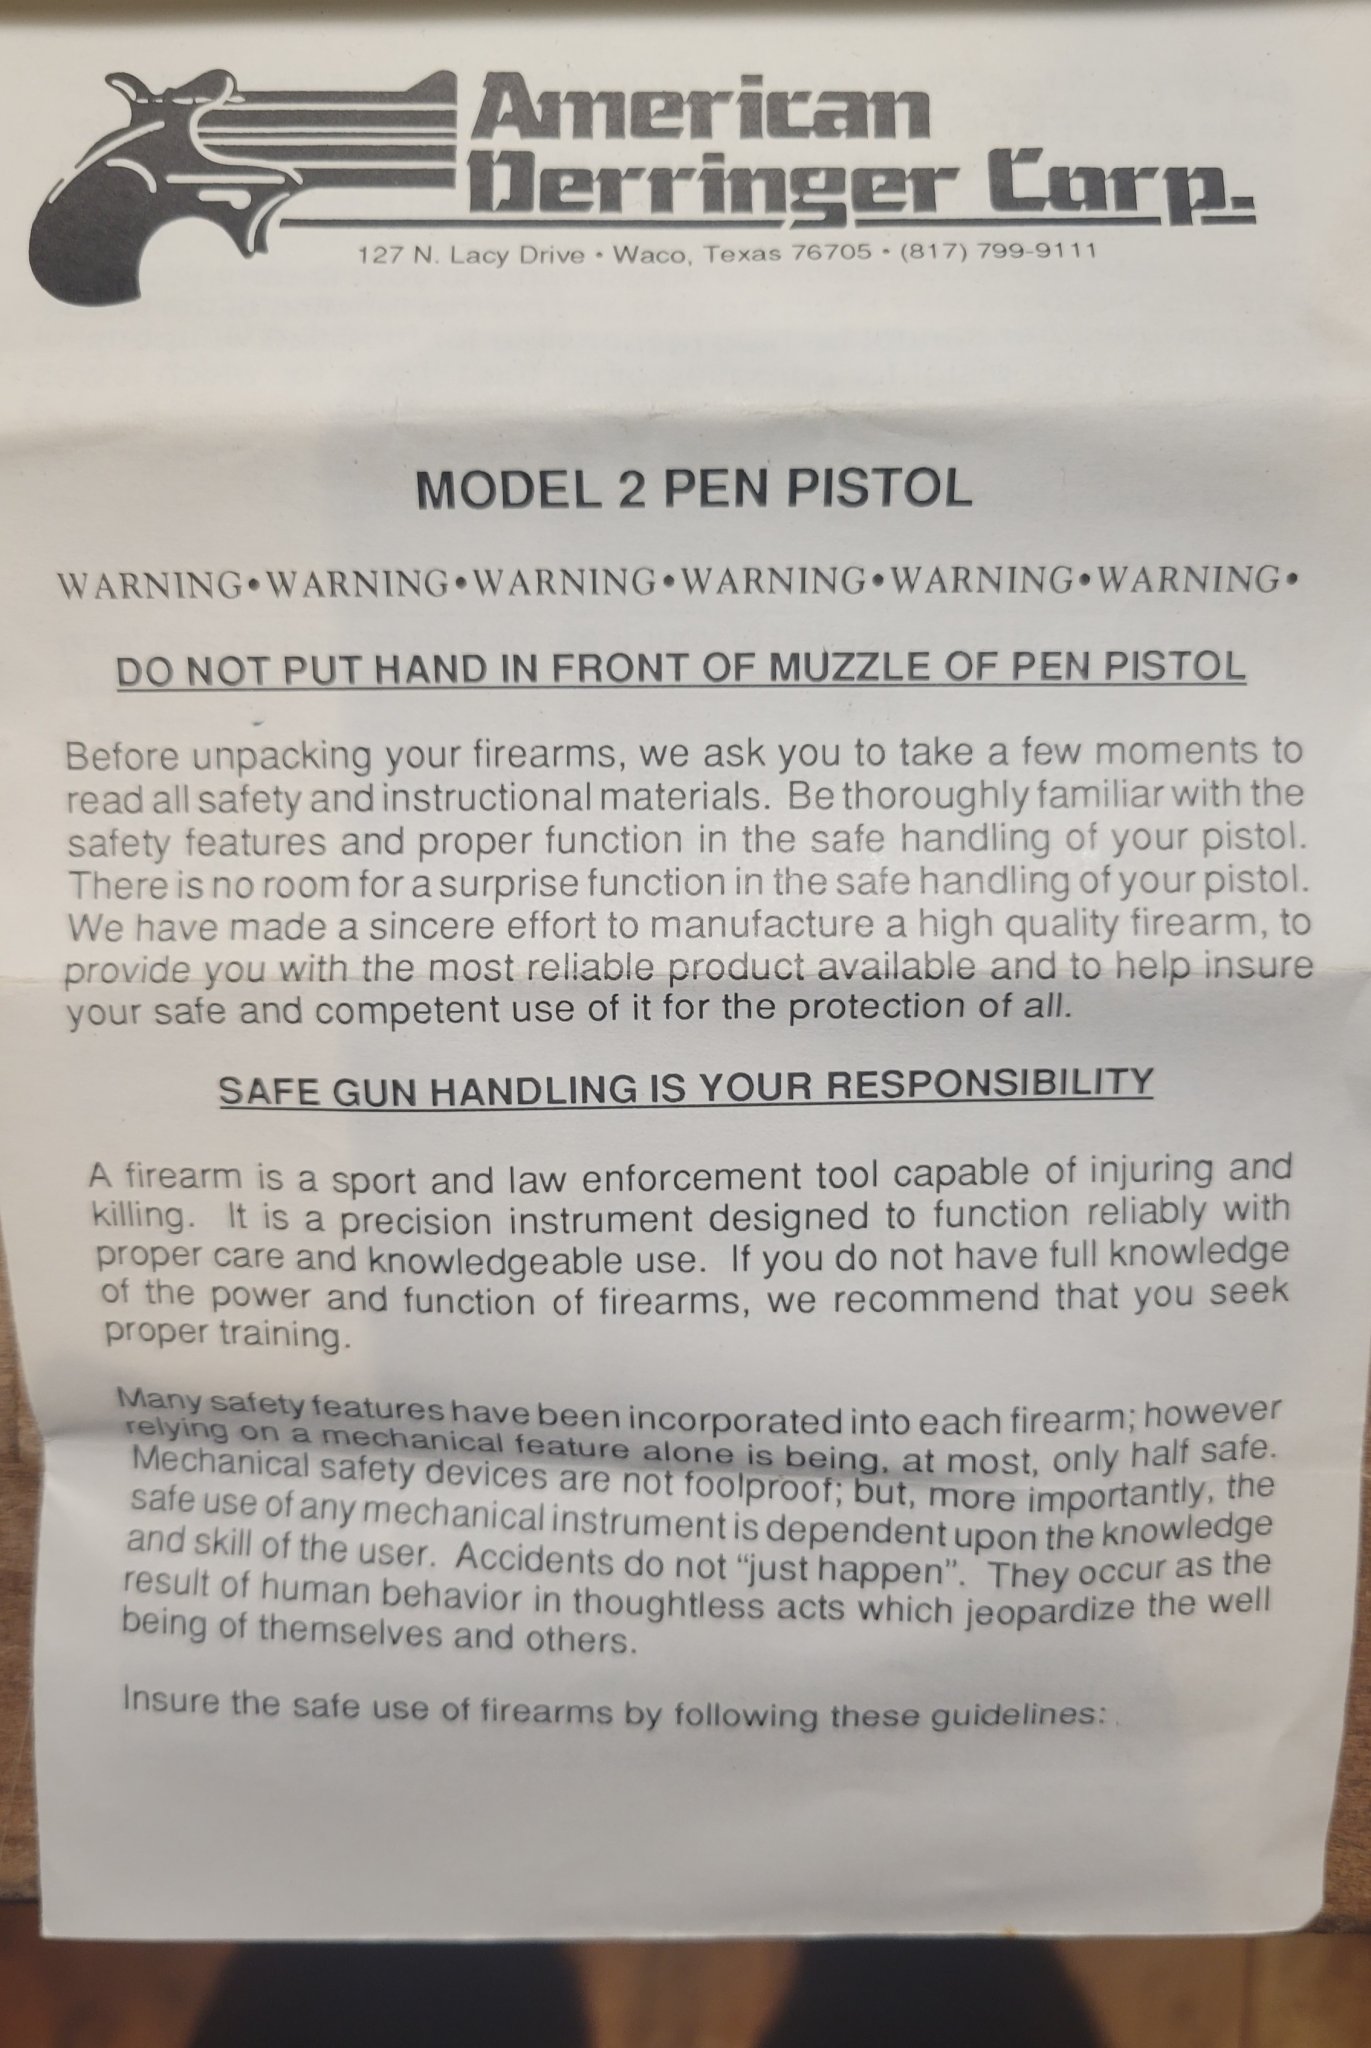 American
Derringer Corp.
127 N. Lacy Drive • Waco, Texas 76705 • (817) 799-9111
MODEL 2 PEN PISTOL
WARNING•WARNING•WARNING•WARNING•WARNING•WARNING•
DO NOT PUT HAND IN FRONT OF MUZZLE OF PEN PISTOL
Before unpacking your firearms, we ask you to take a few moments to
read all safety and instructional materials. Be thoroughly familiar with the
safety features and proper function in the safe handling of your pistol.
There is no room for a surprise function in the safe handling of your pistol.
We have made a sincere effort to manufacture a high quality firearm, to
provide you with the most reliable product available and to help insure
your safe and competent use of it for the protection of all.
SAFE GUN HANDLING IS YOUR RESPONSIBILITY
A firearm is a sport and law enforcement tool capable of injuring and
killing. It is a precision instrument designed to function reliably with
proper care and knowledgeable use. If you do not have full knowledge
of the power and function of firearms, we recommend that you seek
proper training.
Many safety features have been incorporated into each firearm; however
relying on a mechanical feature alone is being, at most, only half safe.
Mechanical safety devices are not foolproof; but, more importantly, the
safe use of any mechanical instrument is dependent upon the knowledge
and skill of the user. Accidents do not “just happen”. They occur as the
result of human behavior in thoughtless acts which jeopardize the well
being of themselves and others.
Insure the safe use of firearms by following these guidelines: